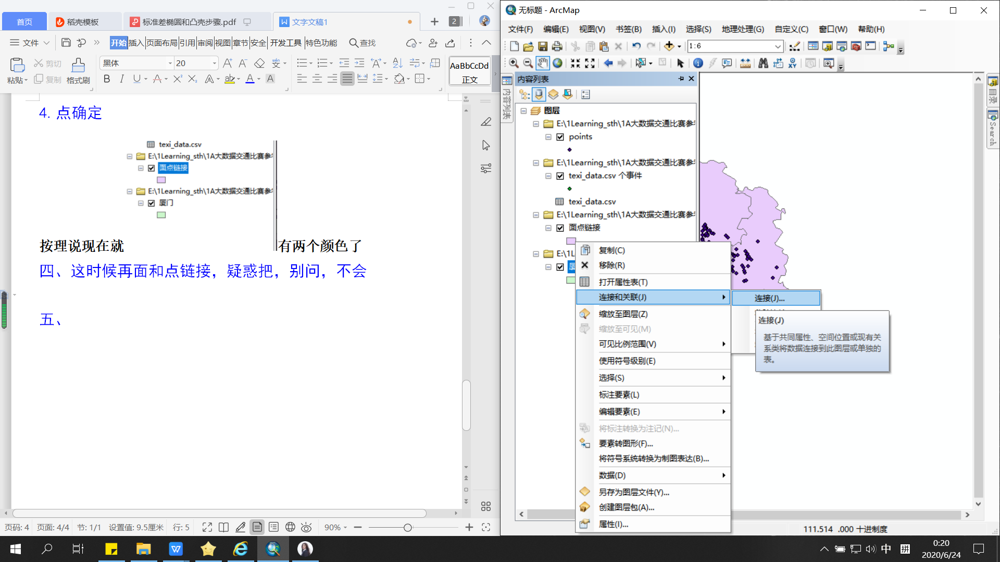 首页
稻壳模板
标准差椭圆和凸壳步骤.pdf
文字文稿1
2
文件
开始
插入
页面布局
引用
审阅
视图
章节
安全
开发工具
特色功能
查找
粘贴
剪切
复制
格式刷
黑体
20
AaBbCcDd
正文
4. 点确定
texi_data.csv
E:\1Learning_sth\1A大数据交通比赛参
面点链接
E:\1Learning_sth\1A大数据交通比赛参
厦门
按理说现在就
有两个颜色了
四、这时候再面和点链接，疑惑把，别问，不会
五、
页码: 4
页面: 4/4
节: 1/1
设置值: 9.5厘米
行: 5
90%
无标题 - ArcMap
文件(F)
编辑(E)
视图(V)
书签(B)
插入(I)
选择(S)
地理处理(G)
自定义(C)
窗口(W)
帮助(H)
1:6
内容列表
内容列表
目录
Search
图层
E:\1Learning_sth\1A大数据交通比赛参
points
E:\1Learning_sth\1A大数据交通比赛参
texi_data.csv 个事件
texi_data.csv
E:\1Learning_sth\1A大数据交通比赛参
面点链接
E:\1L
复制(C)
移除(R)
打开属性表(T)
连接和关联(J)
缩放至图层(Z)
缩放至可见(M)
可见比例范围(V)
使用符号级别(E)
选择(S)
标注要素(L)
编辑要素(E)
将标注转换为注记(N)...
要素转图形(F)...
将符号系统转换为制图表达(B)...
数据(D)
另存为图层文件(Y)...
创建图层包(A)...
属性(I)...
连接(J)...
连接(J)
基于共同属性、空间位置或现有关
系类将数据连接到此图层或单独的
表。
111.514 .000 十进制度
中
拼
0:20
2020/6/24